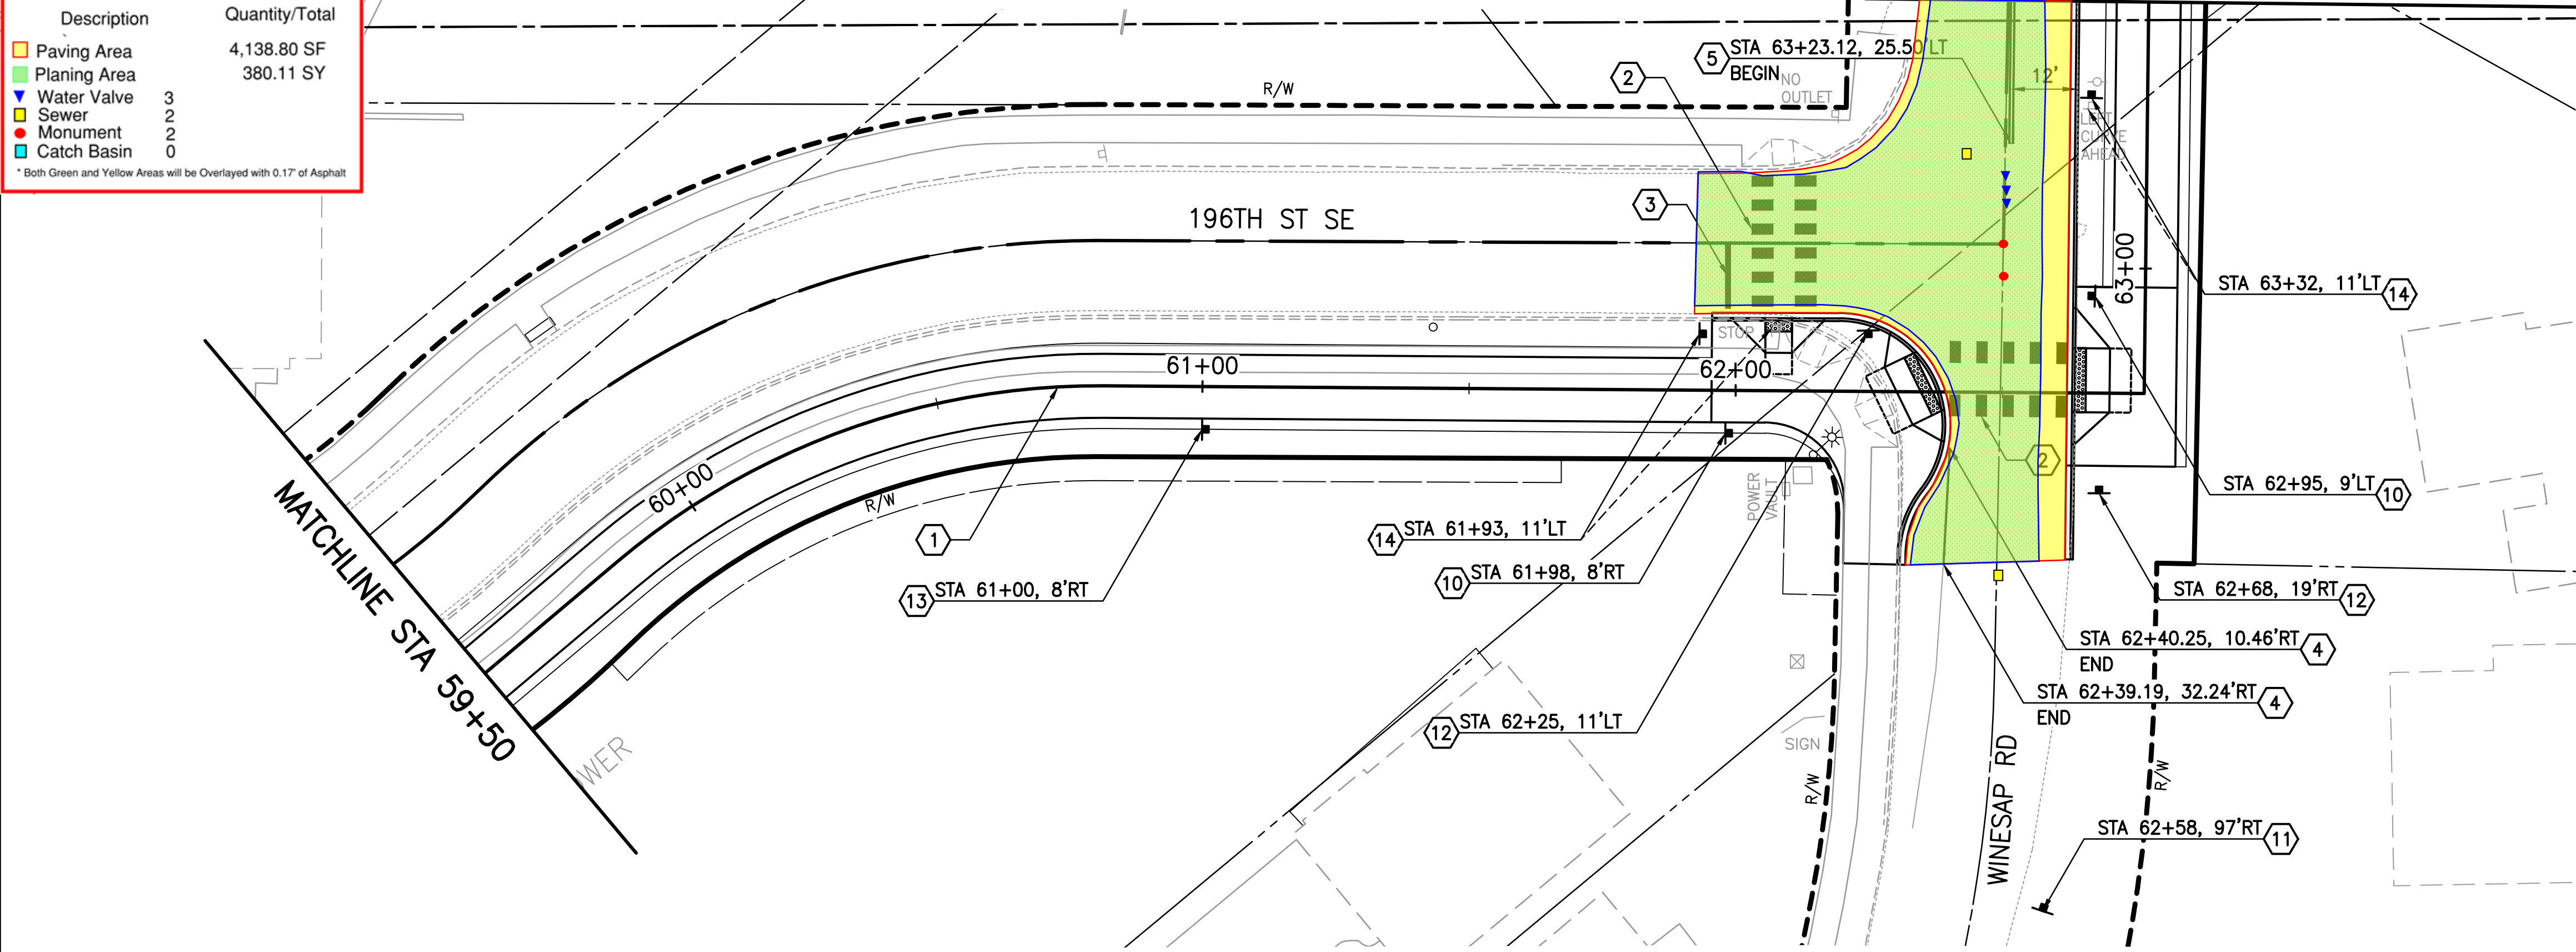 Description Quantity/Total
Paving Area 4,138.80 SF
Planing Area 380.11 SY
Water Valve 3
Sewer 2
Monument 2
Catch Basin 0
* Both Green and Yellow Areas will be Overlayed with 0.17' of Asphalt
R/W
2
5 STA 63+23.12, 25.50'LT
BEGIN
NO
OUTLET
12'
LEFT
CURVE
AHEAD
3
196TH ST SE
63+00
STA 63+32, 11'LT 14
STOP
61+00
62+00
60+00
R/W
2
POWER
VAULT
STA 62+95, 9'LT 10
MATCHLINE STA 59+50
1
14 STA 61+93, 11'LT
13 STA 61+00, 8'RT
10 STA 61+98, 8'RT
STA 62+68, 19'RT 12
STA 62+40.25, 10.46'RT 4
END
STA 62+39.19, 32.24'RT 4
END
12 STA 62+25, 11'LT
SIGN
WER
R/W
WINESAP RD
R/W
STA 62+58, 97'RT 11